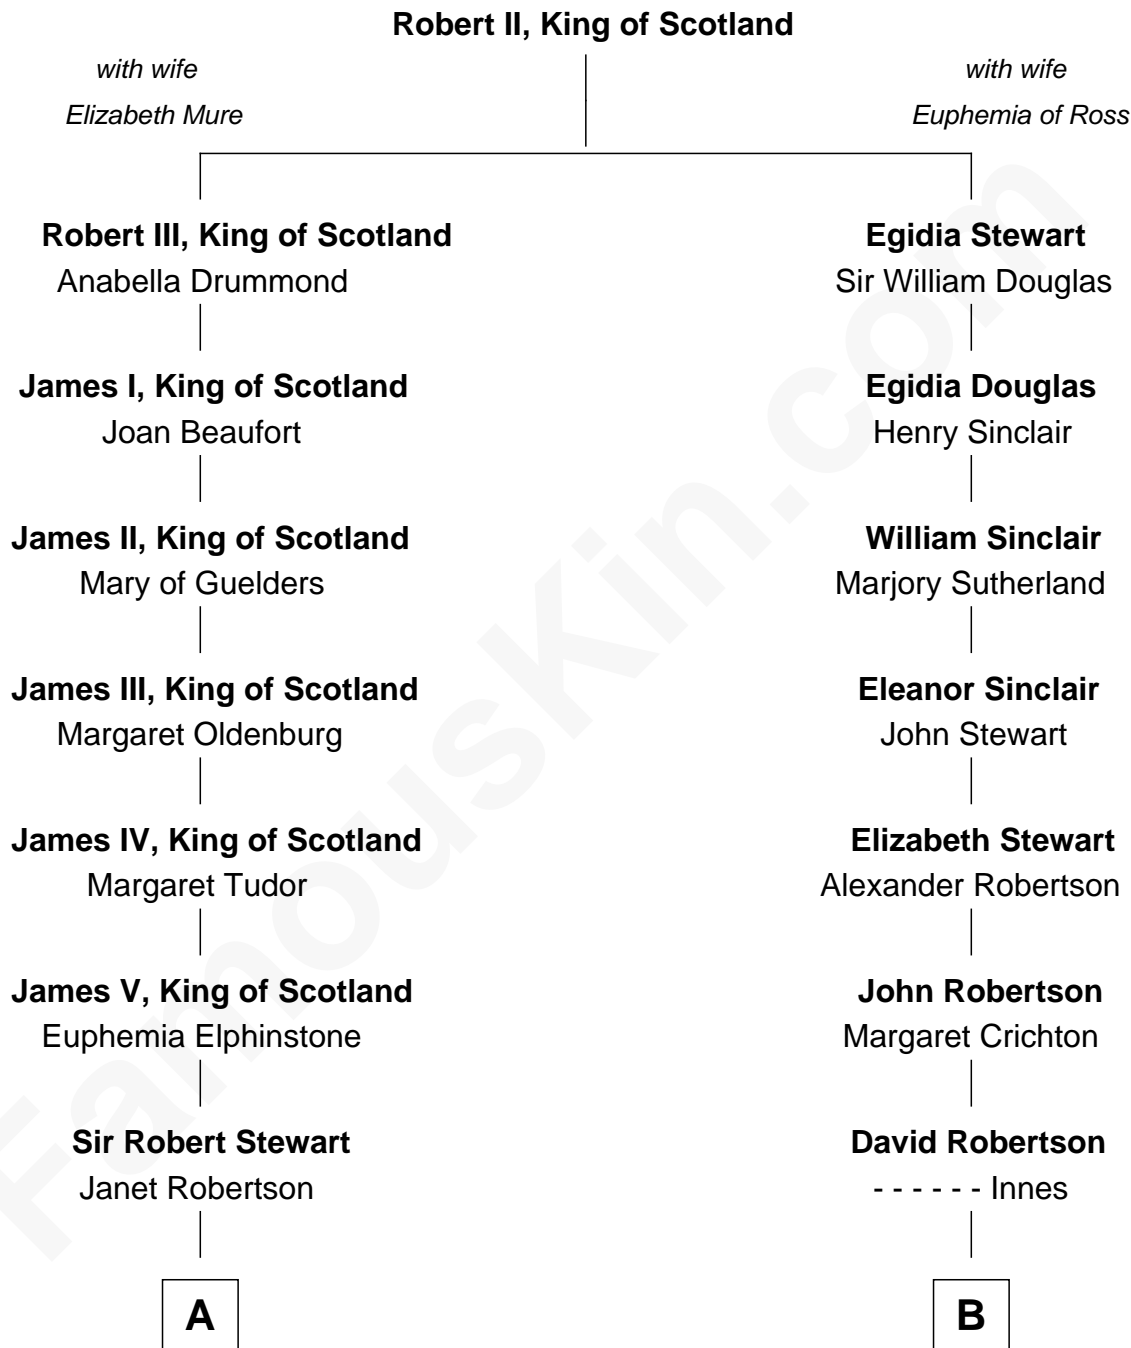 Robert II, King of Scotland
with wife
Elizabeth Mure
with wife
Euphemia of Ross
Robert III, King of Scotland
Anabella Drummond
James I, King of Scotland
Joan Beaufort
James II, King of Scotland
Mary of Guelders
James III, King of Scotland
Margaret Oldenburg
James IV, King of Scotland
Margaret Tudor
James V, King of Scotland
Euphemia Elphinstone
Sir Robert Stewart
Janet Robertson
A
Egidia Stewart
Sir William Douglas
Egidia Douglas
Henry Sinclair
William Sinclair
Marjory Sutherland
Eleanor Sinclair
John Stewart
Elizabeth Stewart
Alexander Robertson
John Robertson
Margaret Crichton
David Robertson
- - - - - - Innes
B
FamousKin.com